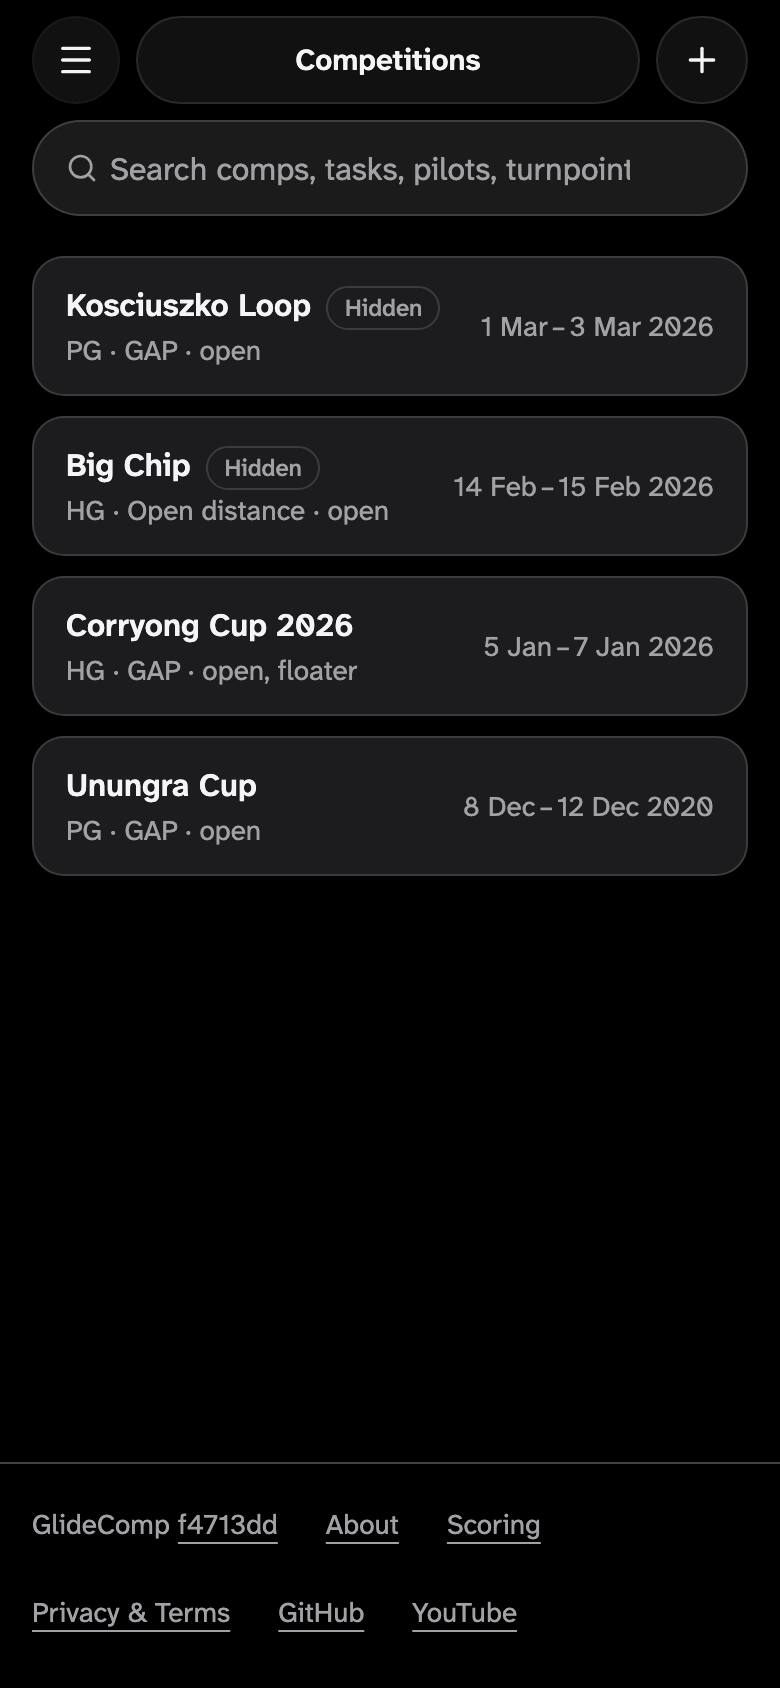 Competitions
Search comps, tasks, pilots, turnpoint
Kosciuszko Loop Hidden
PG · GAP · open
1 Mar – 3 Mar 2026
Big Chip Hidden
HG · Open distance · open
14 Feb – 15 Feb 2026
Corryong Cup 2026
HG · GAP · open, floater
5 Jan – 7 Jan 2026
Unungra Cup
PG · GAP · open
8 Dec – 12 Dec 2020
GlideComp f4713dd About Scoring
Privacy & Terms GitHub YouTube